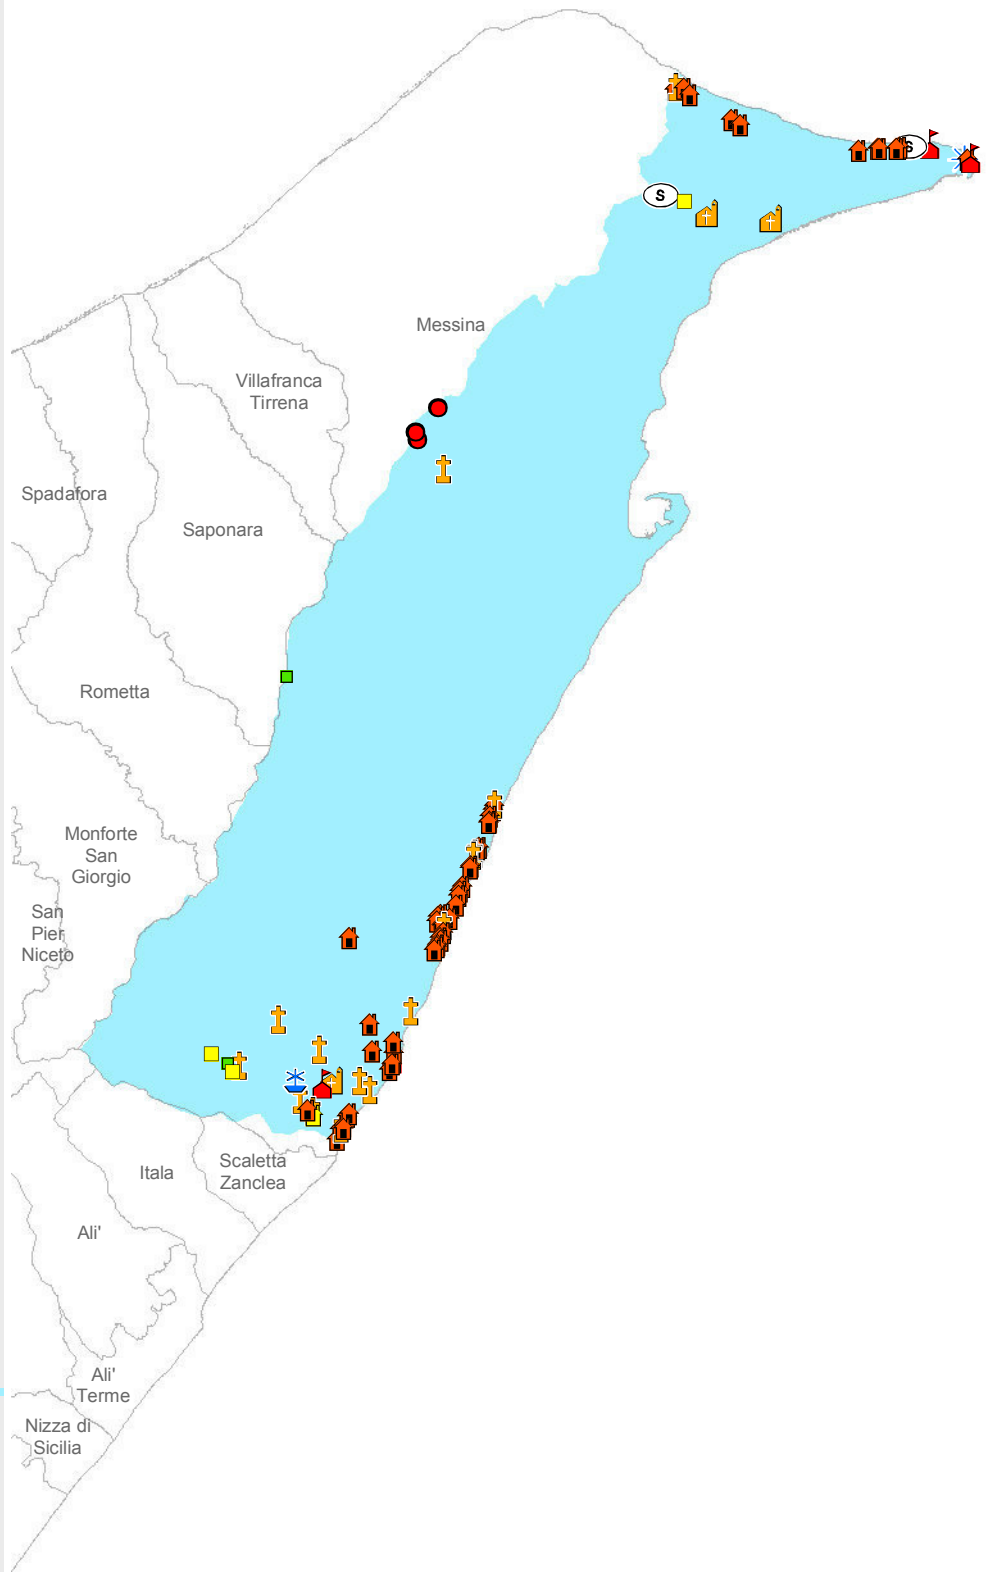 S
S
Messina
Villafranca
Tirrena
Spadafora
Saponara
Rometta
Monforte
San
Giorgio
San
Pier
Niceto
Itala
Scaletta
Zanclea
Ali'
Ali'
Terme
Nizza di
Sicilia